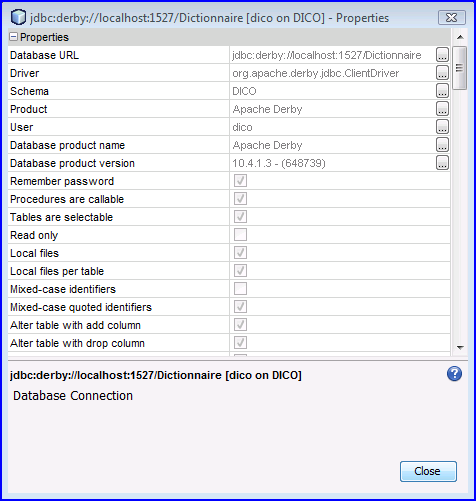 jdbc:derby://localhost:1527/Dictionnaire [dico on DICO] - Properties
Properties
Database URL jdbc:derby://localhost:1527/Dictionnaire ...
Driver org.apache.derby.jdbc.ClientDriver ...
Schema DICO ...
Product Apache Derby ...
User dico ...
Database product name Apache Derby ...
Database product version 10.4.1.3 - (648739) ...
Remember password
Procedures are callable
Tables are selectable
Read only
Local files
Local files per table
Mixed-case identifiers
Mixed-case quoted identifiers
Alter table with add column
Alter table with drop column
jdbc:derby://localhost:1527/Dictionnaire [dico on DICO]
Database Connection
Close